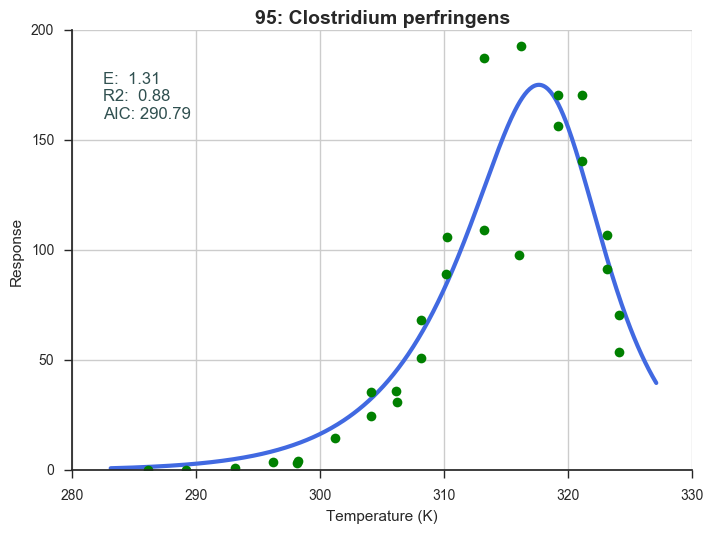 95: Clostridium perfringens
E: 1.31
R2: 0.88
AIC: 290.79
200
150
100
50
0
Response
280 290 300 310 320 330
Temperature (K)